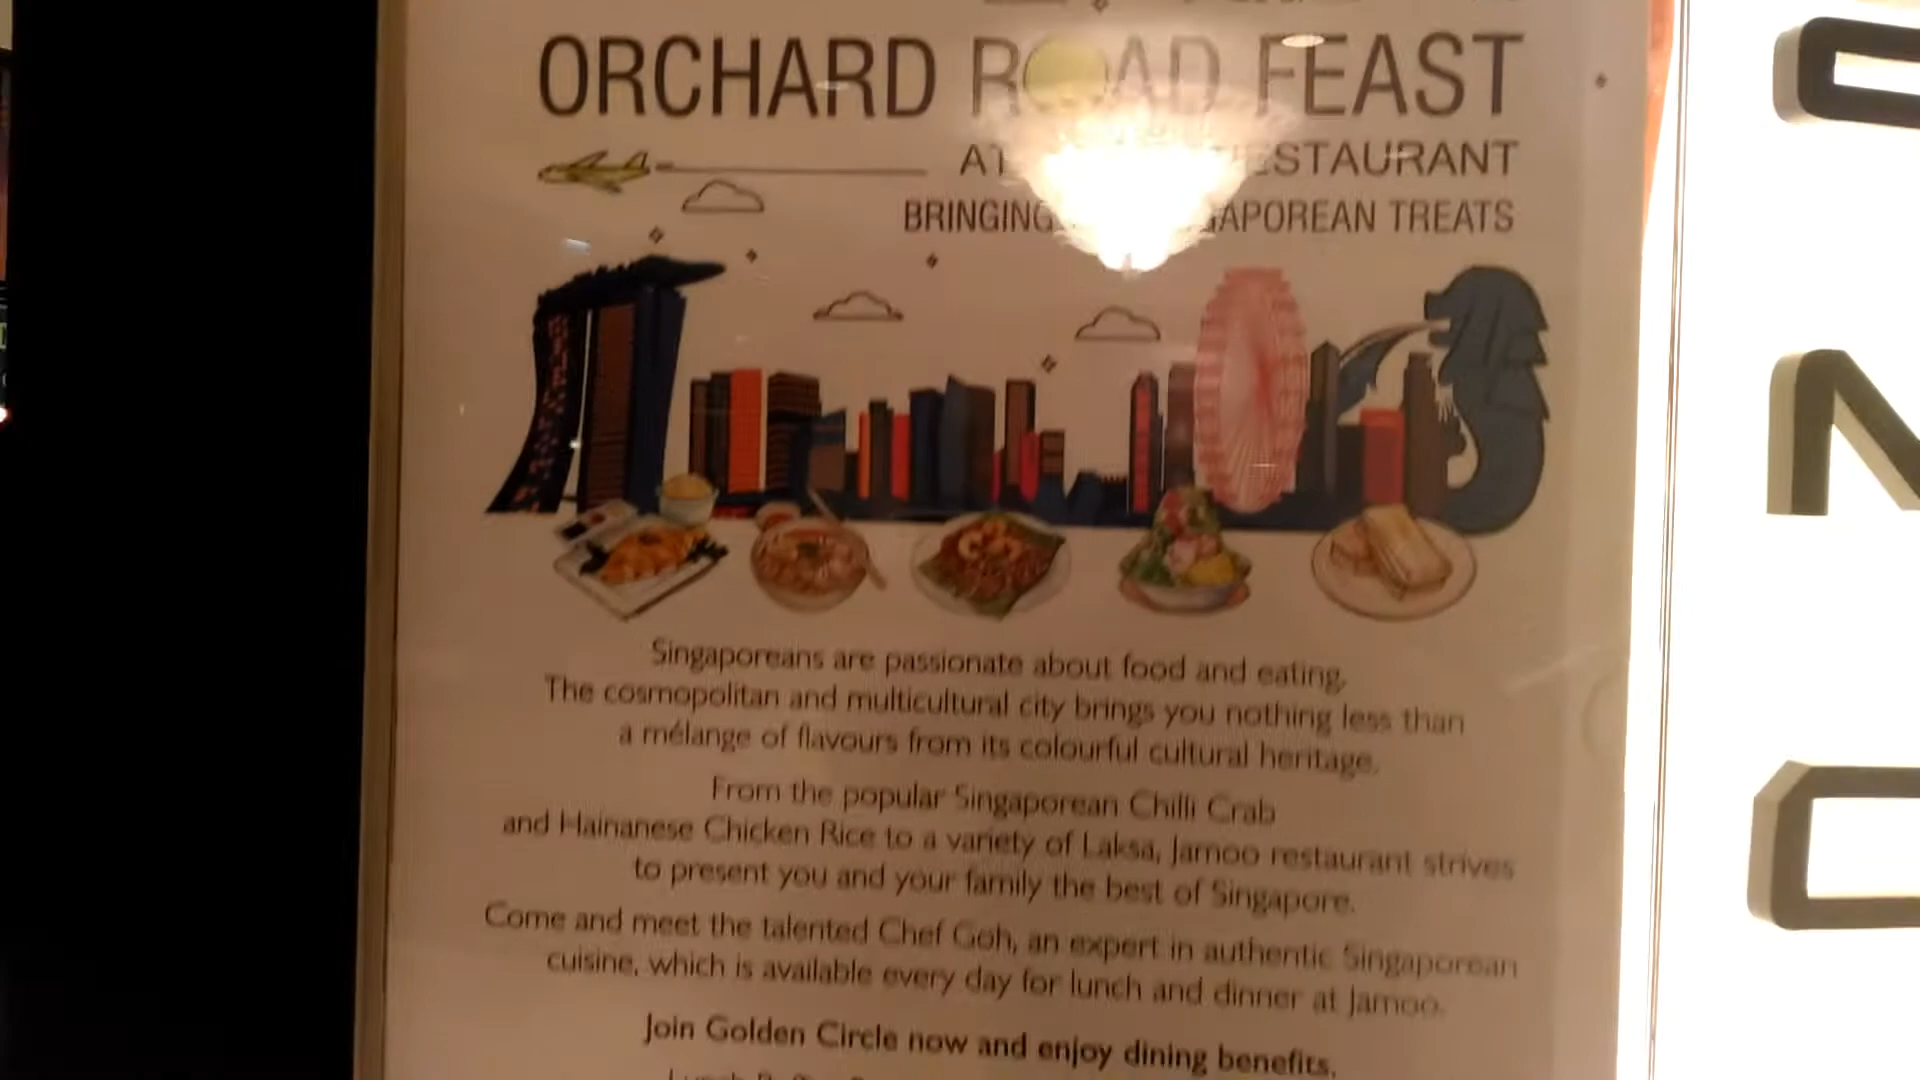 ORCHARD ROAD FEAST
AT RESTAURANT
BRINGING SINGAPOREAN TREATS
Singaporeans are passionate about food and eating.
The cosmopolitan and multicultural city brings you nothing less than
a mélange of flavours from its colourful cultural heritage.
From the popular Singaporean Chilli Crab
and Hainanese Chicken Rice to a variety of Laksa, Jamoo restaurant strives
to present you and your family the best of Singapore.
Come and meet the talented Chef Goh, an expert in authentic Singaporean
cuisine, which is available every day for lunch and dinner at Jamoo.
Join Golden Circle now and enjoy dining benefits.